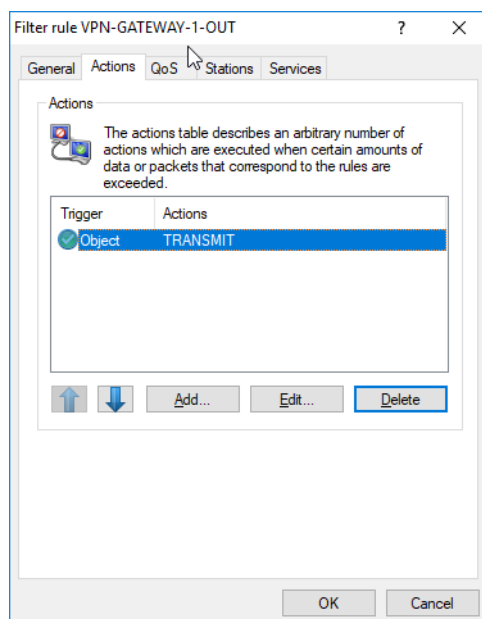 Filter rule VPN-GATEWAY-1-OUT ?
General Actions QoS Stations Services
Actions
The actions table describes an arbitrary number of
actions which are executed when certain amounts of
data or packets that correspond to the rules are
exceeded.
Trigger Actions
Object TRANSMIT
Add... Edit... Delete
OK Cancel